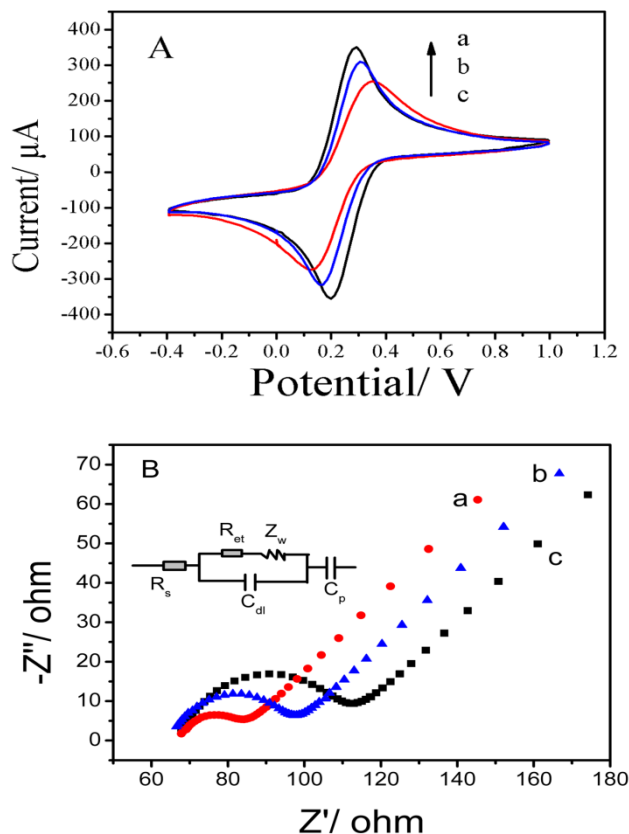 A
a
b
c
400
300
200
100
0
-100
-200
-300
-400
Current/ μA
-0.6 -0.4 -0.2 0.0 0.2 0.4 0.6 0.8 1.0 1.2
Potential/ V
B
a
b
c
R_et Z_w
R_s
C_dl
C_p
70
60
50
40
30
20
10
0
-Z"/ ohm
60 80 100 120 140 160 180
Z'/ ohm